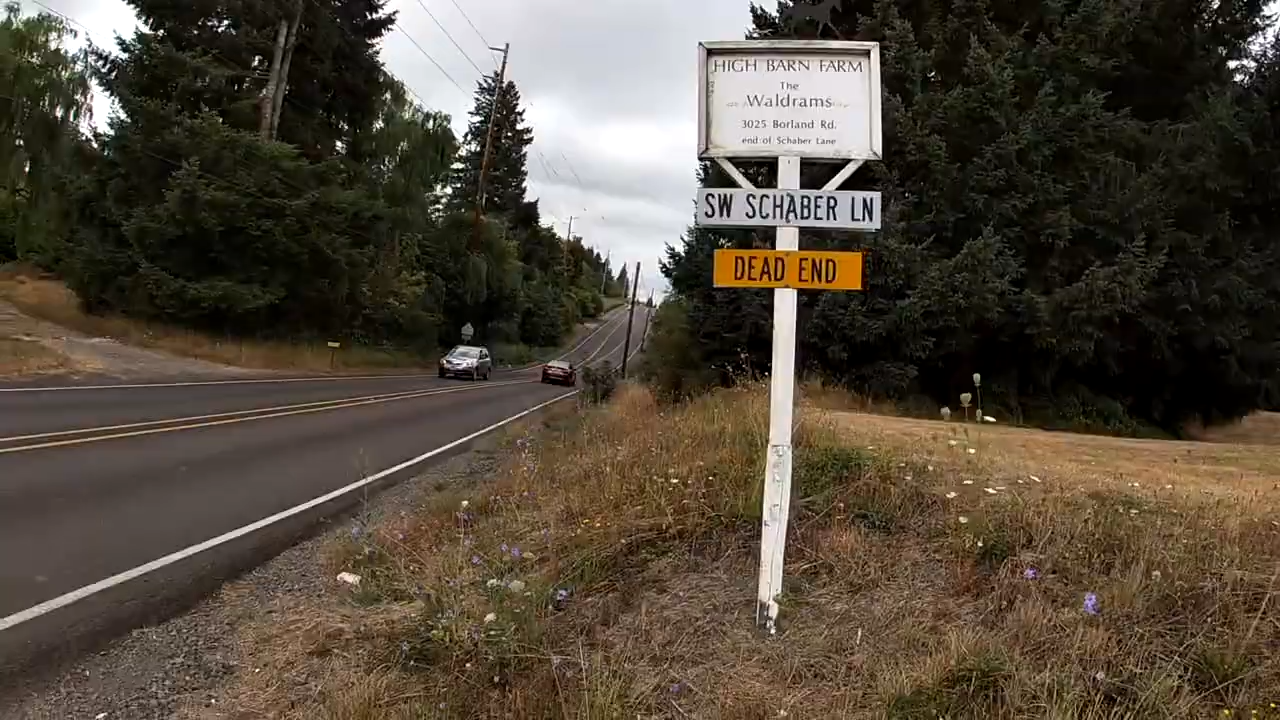 HIGH BARN FARM
The
Waldrams
3025 Borland Rd.
end of Schaber Lane
SW SCHABER LN
DEAD END